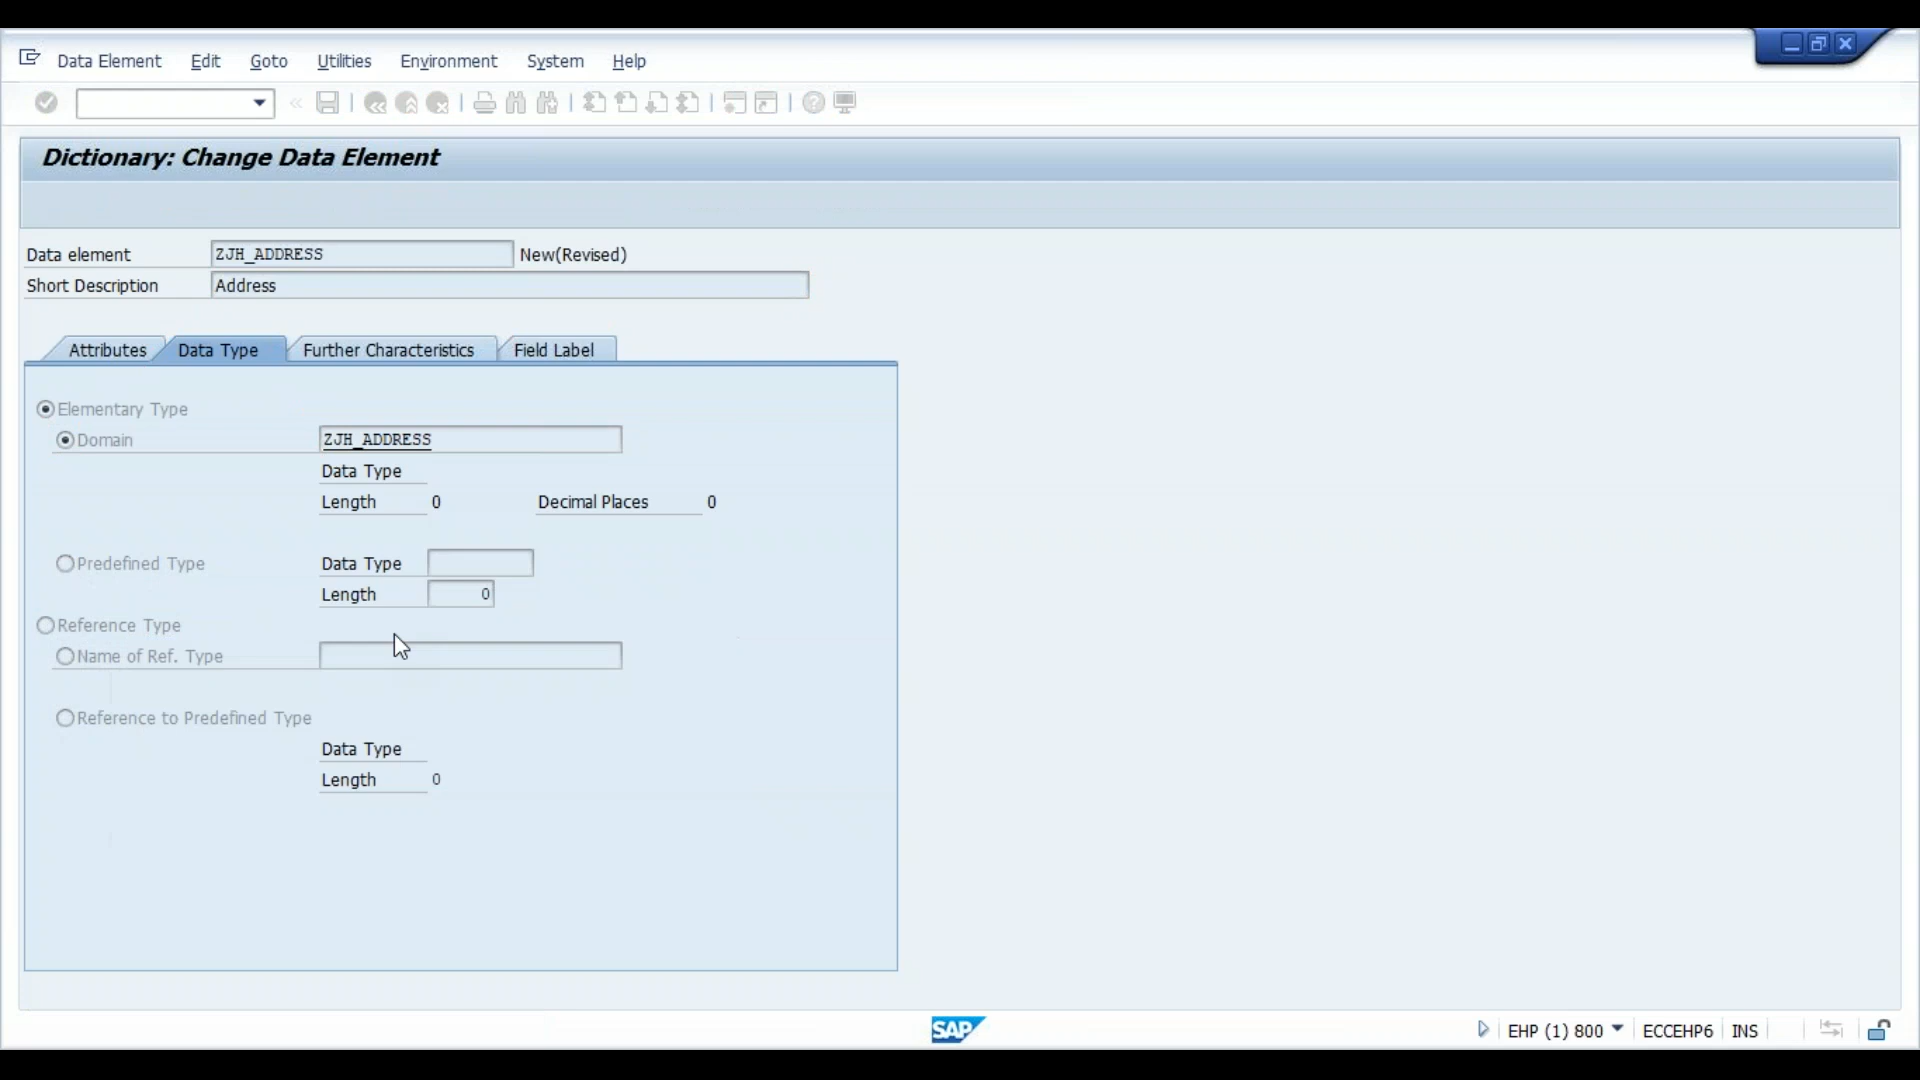 Data Element Edit Goto Utilities Environment System Help
Dictionary: Change Data Element
Data element ZJH_ADDRESS New(Revised)
Short Description Address
Attributes Data Type Further Characteristics Field Label
Elementary Type
Domain ZJH_ADDRESS
Data Type
Length 0 Decimal Places 0
Predefined Type Data Type
Length 0
Reference Type
Name of Ref. Type
Reference to Predefined Type
Data Type
Length 0
SAP EHP (1) 800 ECCEHP6 INS